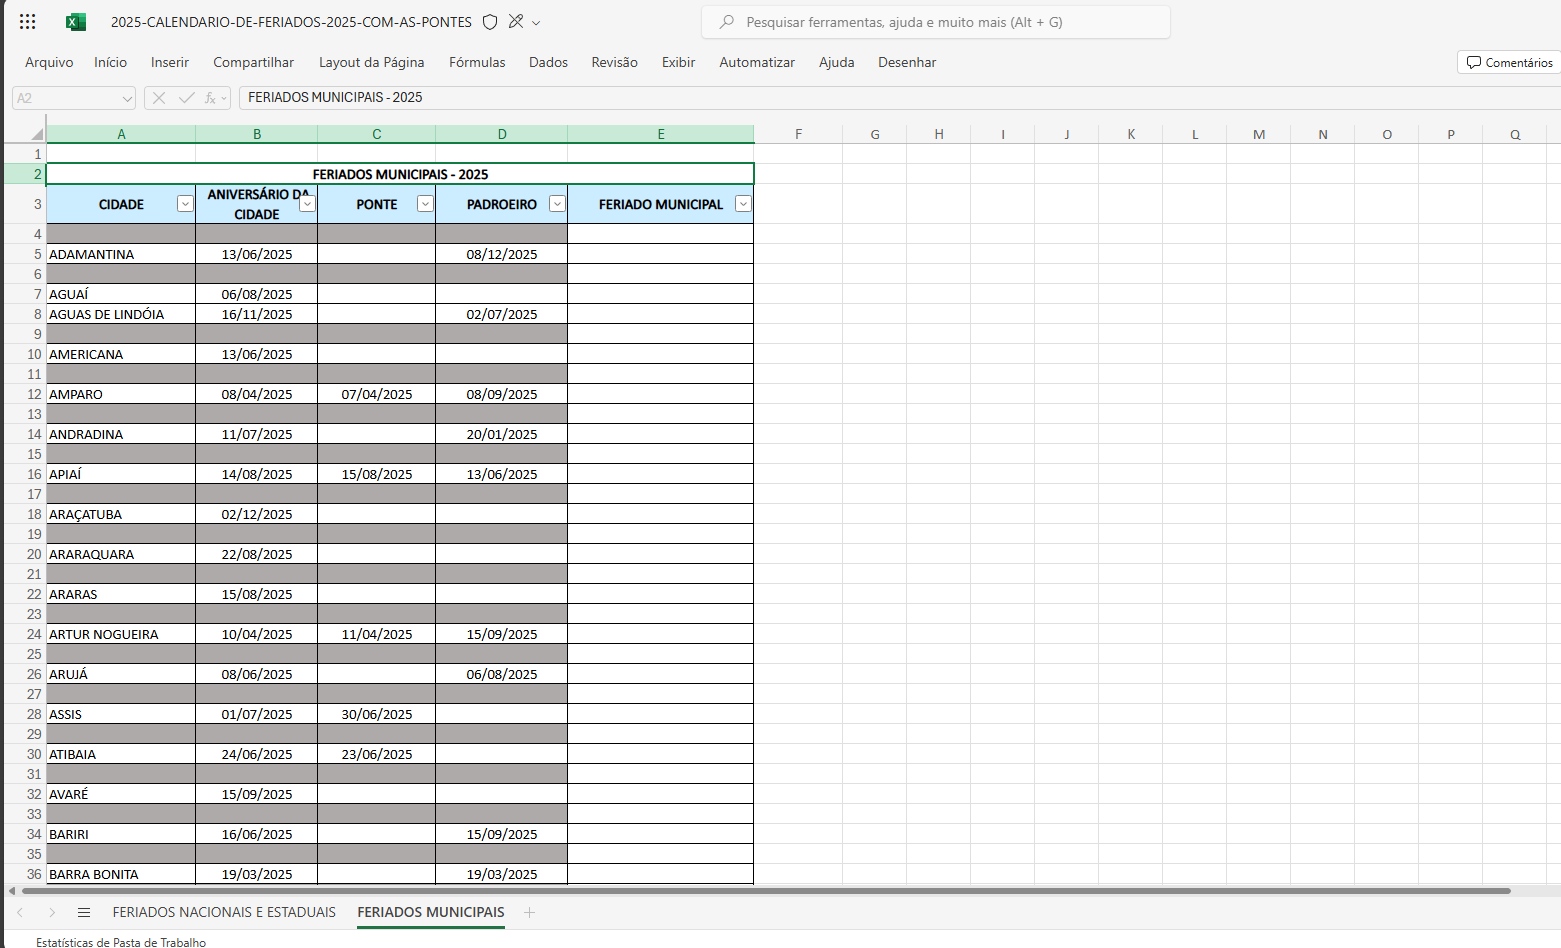 2025-CALENDARIO-DE-FERIADOS-2025-COM-AS-PONTES
Pesquisar ferramentas, ajuda e muito mais (Alt + G)
Arquivo Início Inserir Compartilhar Layout da Página Fórmulas Dados Revisão Exibir Automatizar Ajuda Desenhar Comentários
A2 fx FERIADOS MUNICIPAIS - 2025
A B C D E F G H I J K L M N O P Q
1
2 FERIADOS MUNICIPAIS - 2025
3 CIDADE ANIVERSÁRIO DA CIDADE PONTE PADROEIRO FERIADO MUNICIPAL
4
5 ADAMANTINA 13/06/2025 08/12/2025
6
7 AGUAÍ 06/08/2025
8 AGUAS DE LINDÓIA 16/11/2025 02/07/2025
9
10 AMERICANA 13/06/2025
11
12 AMPARO 08/04/2025 07/04/2025 08/09/2025
13
14 ANDRADINA 11/07/2025 20/01/2025
15
16 APIAÍ 14/08/2025 15/08/2025 13/06/2025
17
18 ARAÇATUBA 02/12/2025
19
20 ARARAQUARA 22/08/2025
21
22 ARARAS 15/08/2025
23
24 ARTUR NOGUEIRA 10/04/2025 11/04/2025 15/09/2025
25
26 ARUJÁ 08/06/2025 06/08/2025
27
28 ASSIS 01/07/2025 30/06/2025
29
30 ATIBAIA 24/06/2025 23/06/2025
31
32 AVARÉ 15/09/2025
33
34 BARIRI 16/06/2025 15/09/2025
35
36 BARRA BONITA 19/03/2025 19/03/2025
FERIADOS NACIONAIS E ESTADUAIS FERIADOS MUNICIPAIS
Estatísticas de Pasta de Trabalho